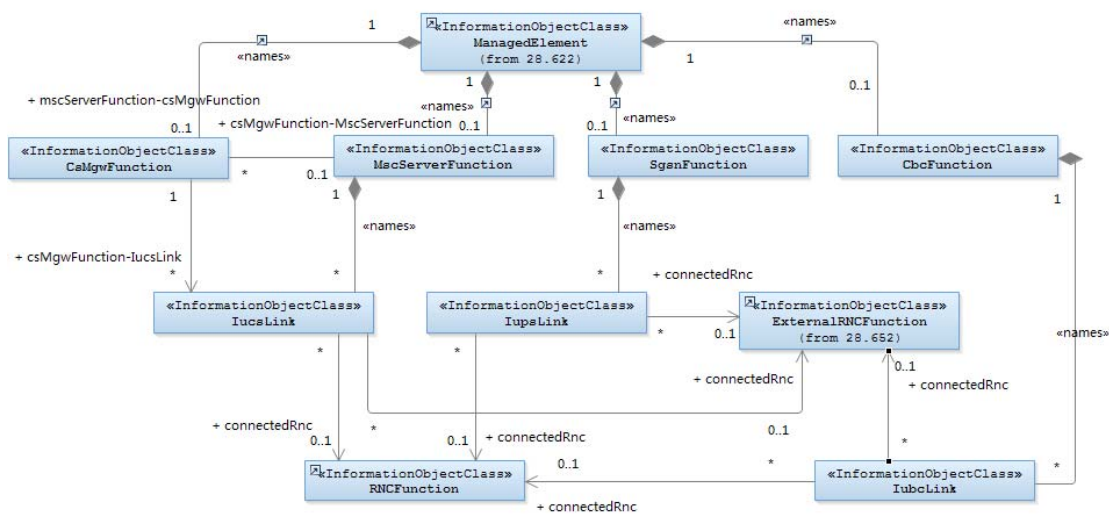 «names»
1
«InformationObjectClass»
ManagedElement
(from 28.622)
«names»
1
«names»
1
1
0..1
«names»
«names»
+ mscServerFunction-csMgwFunction
0..1
+ csMgwFunction-MscServerFunction
0..1
0..1
«InformationObjectClass»
CsMgwFunction
«InformationObjectClass»
MscServerFunction
«InformationObjectClass»
SgsnFunction
«InformationObjectClass»
CbcFunction
*
0..1
1
1
1
1
«names»
«names»
+ csMgwFunction-IucsLink
*
*
*
+ connectedRnc
«InformationObjectClass»
IucsLink
«InformationObjectClass»
IupsLink
«InformationObjectClass»
ExternalRNCFunction
(from 28.652)
*
0..1
«names»
*
*
0..1
+ connectedRnc
+ connectedRnc
+ connectedRnc
*
0..1
0..1
0..1
+ connectedRnc
*
«InformationObjectClass»
RNCFunction
0..1
*
«InformationObjectClass»
IubcLink
*
+ connectedRnc